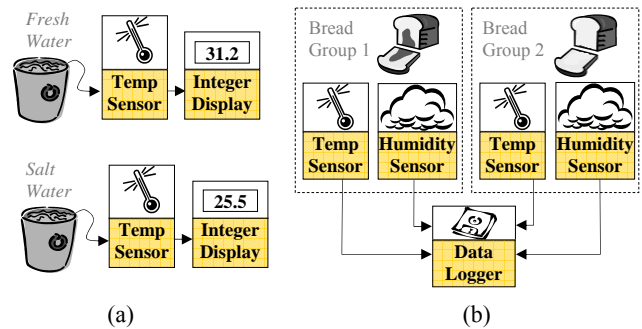 Fresh
Water
31.2
Temp
Sensor
Integer
Display
Salt
Water
25.5
Temp
Sensor
Integer
Display
(a)
Bread
Group 1
Temp
Sensor
Humidity
Sensor
Bread
Group 2
Temp
Sensor
Humidity
Sensor
Data
Logger
(b)